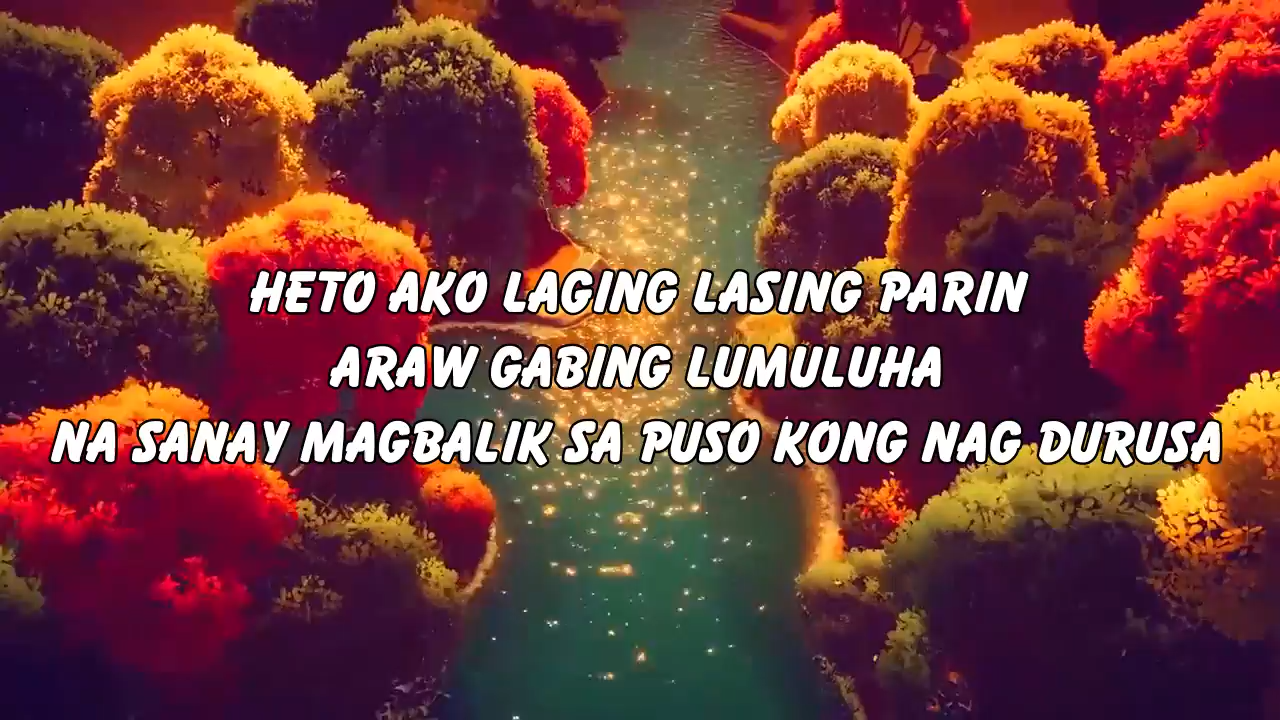 HETO AKO LAGING LASING PARIN
ARAW GABING LUMULUHA
NA SANAY MAGBALIK SA PUSO KONG NAG DURUSA